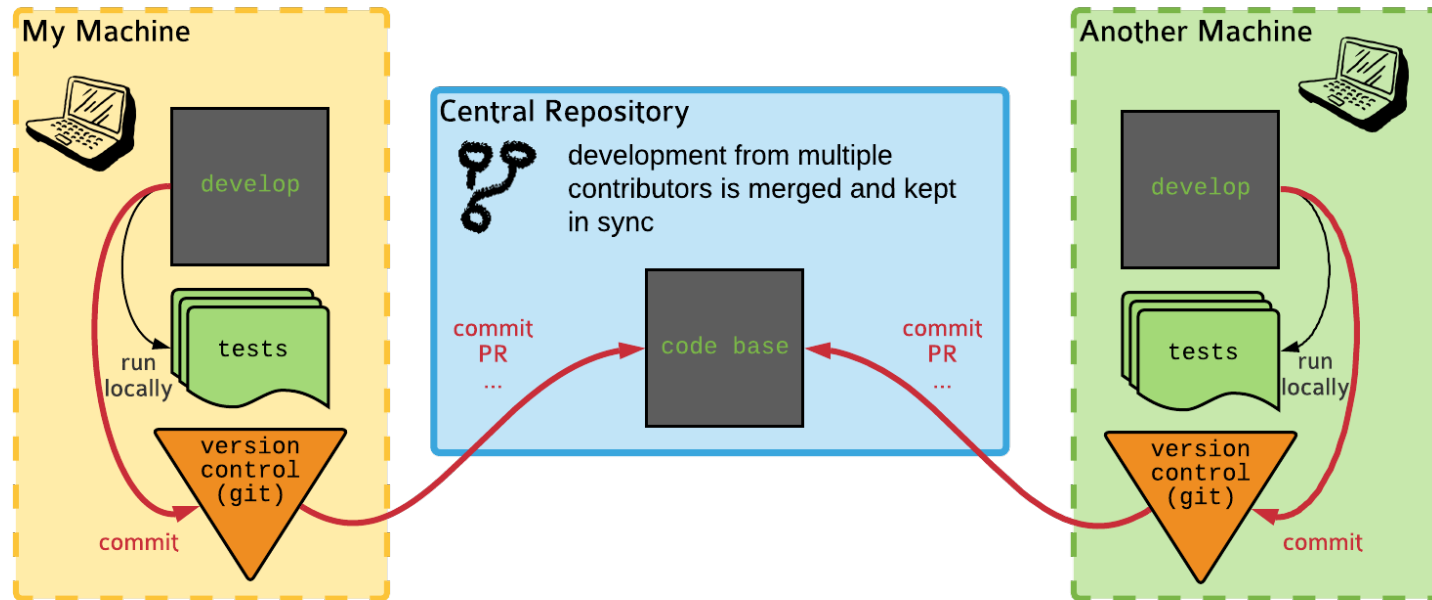 My Machine
develop
tests
run
locally
version
control
(git)
commit
Central Repository
development from multiple
contributors is merged and kept
in sync
commit
PR
...
code base
commit
PR
...
Another Machine
develop
tests
run
locally
version
control
(git)
commit